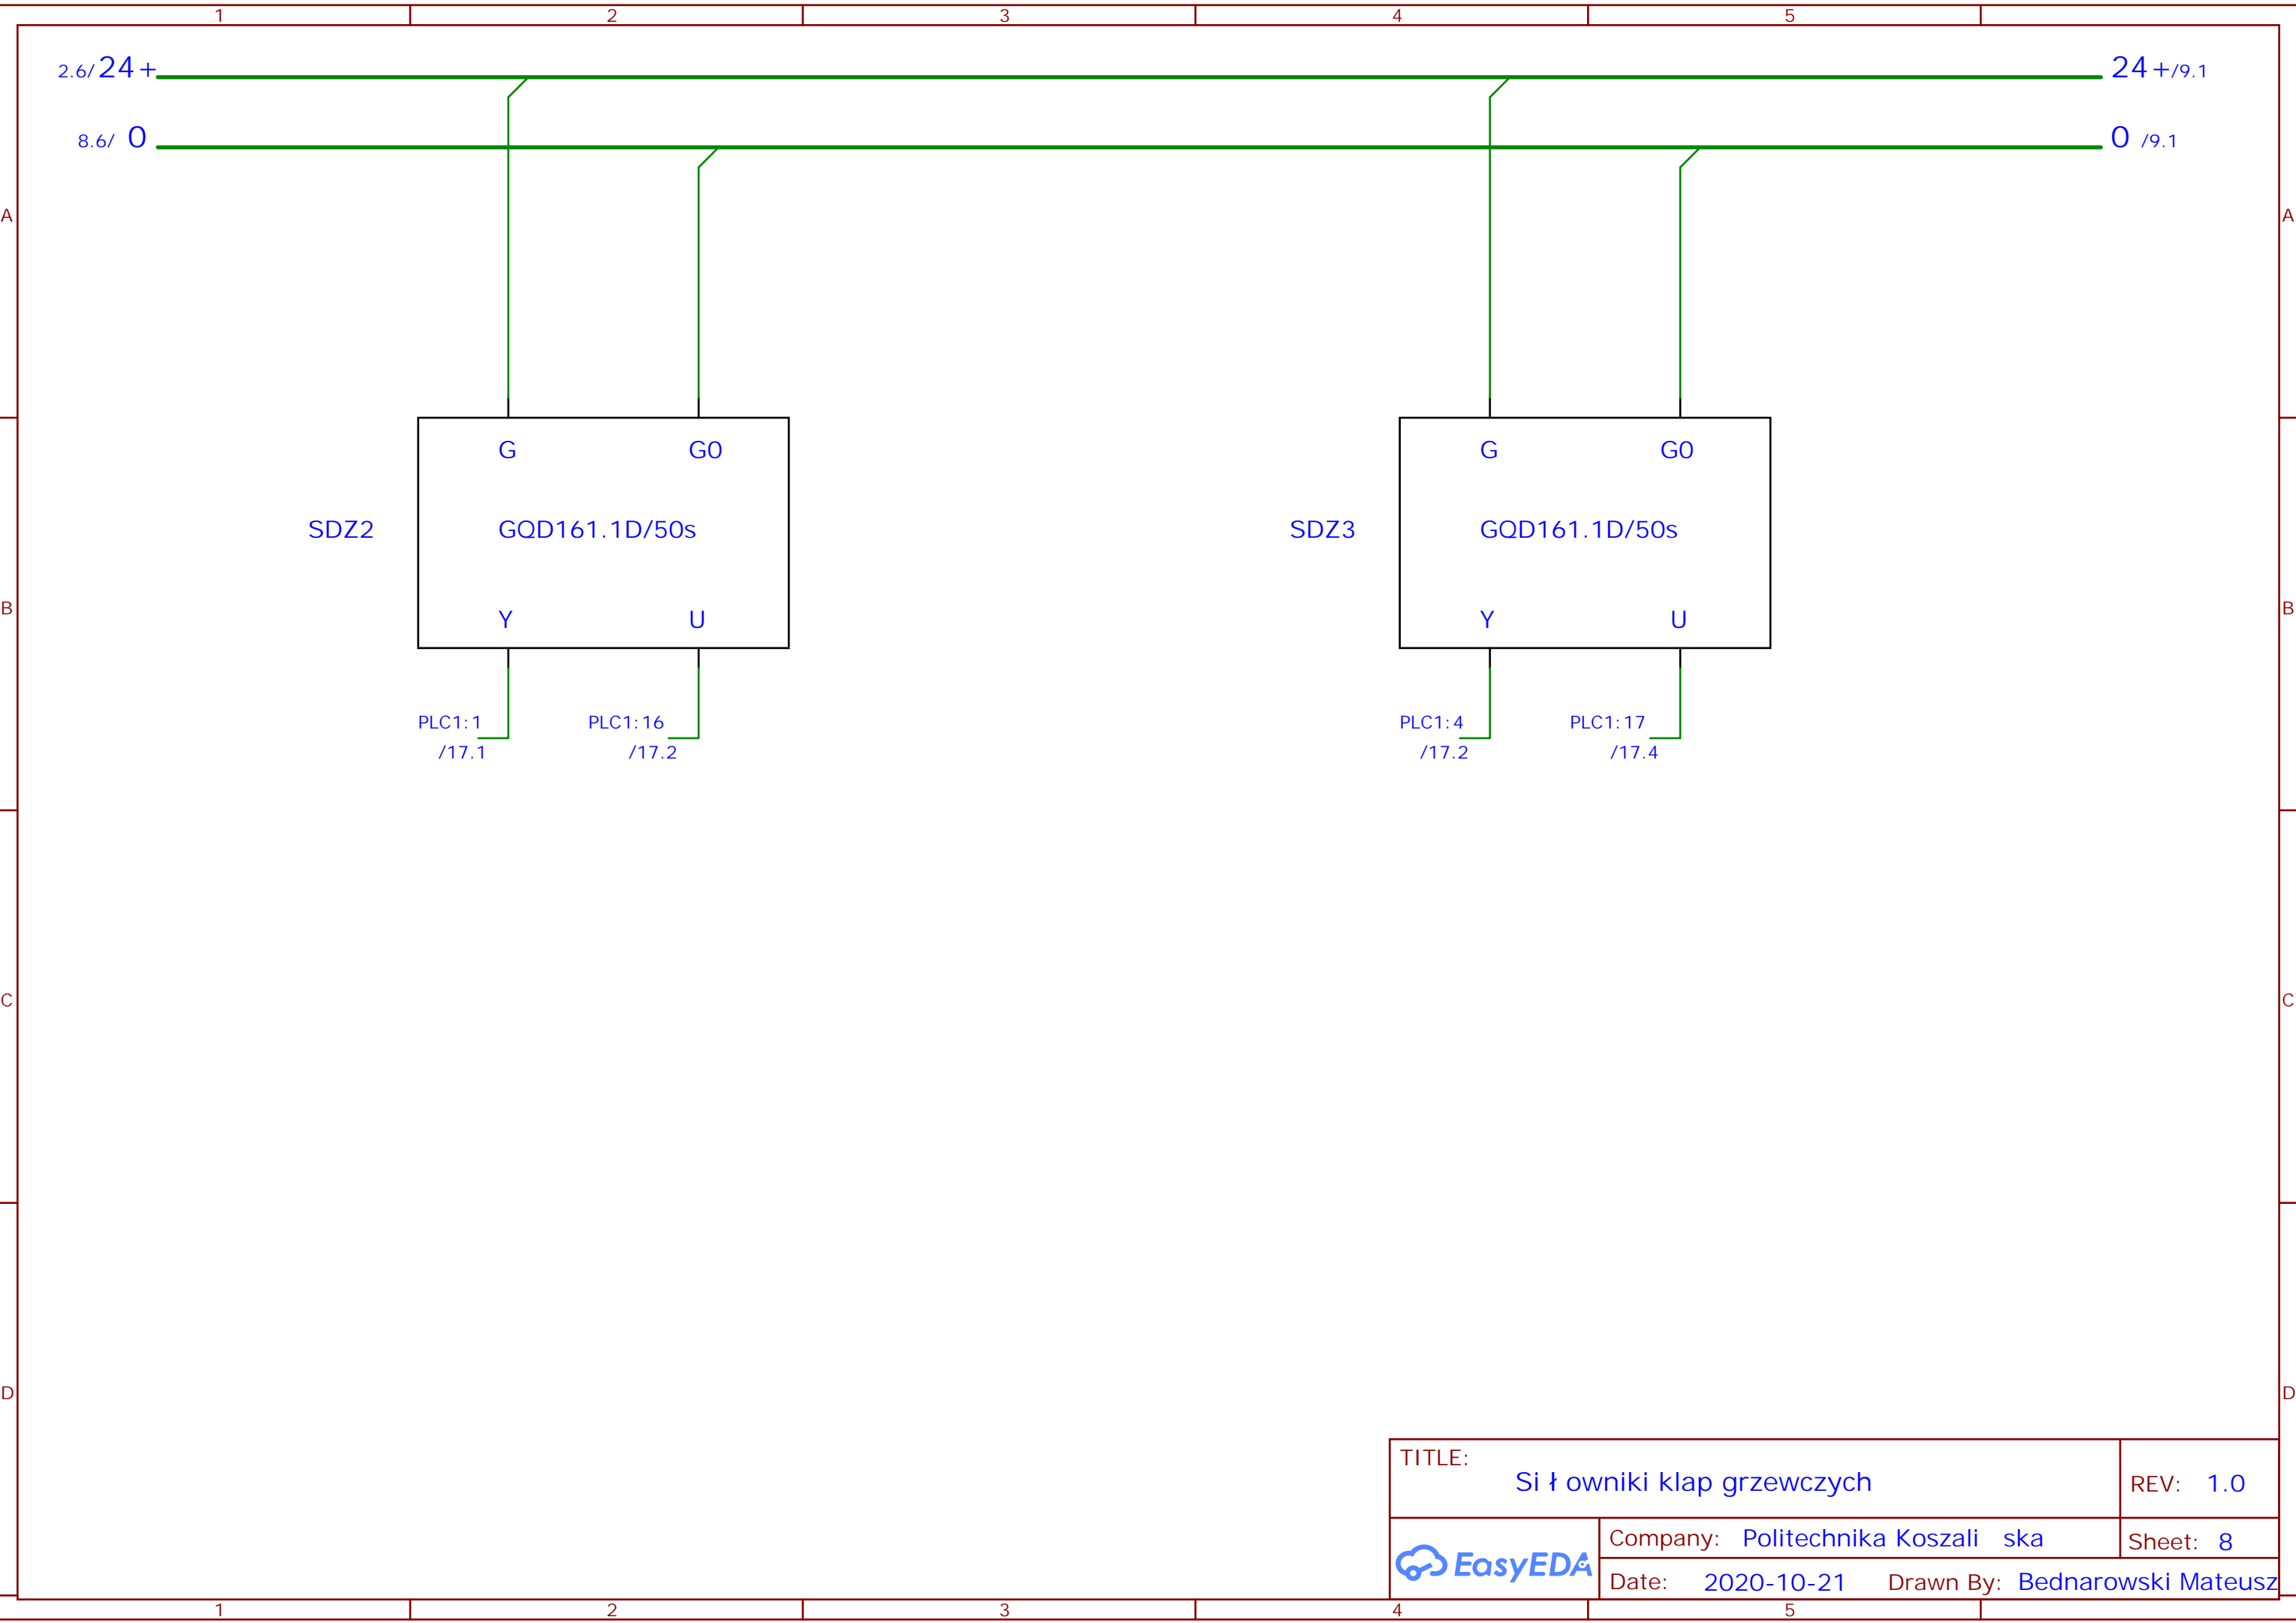 1 2 3 4 5
2.6/ 24+ 24+/9.1
8.6/ 0 0 /9.1
A A
G G0 G G0
SDZ2 GQD161.1D/50s SDZ3 GQD161.1D/50s
B B
Y U Y U
PLC1:1 PLC1:16 PLC1:4 PLC1:17
/17.1 /17.2 /17.2 /17.4
C C
D D
TITLE:
Si ł owniki klap grzewczych
REV: 1.0
EasyEDA
Company: Politechnika Koszali ska
Sheet: 8
Date: 2020-10-21 Drawn By: Bednarowski Mateusz
1 2 3 4 5